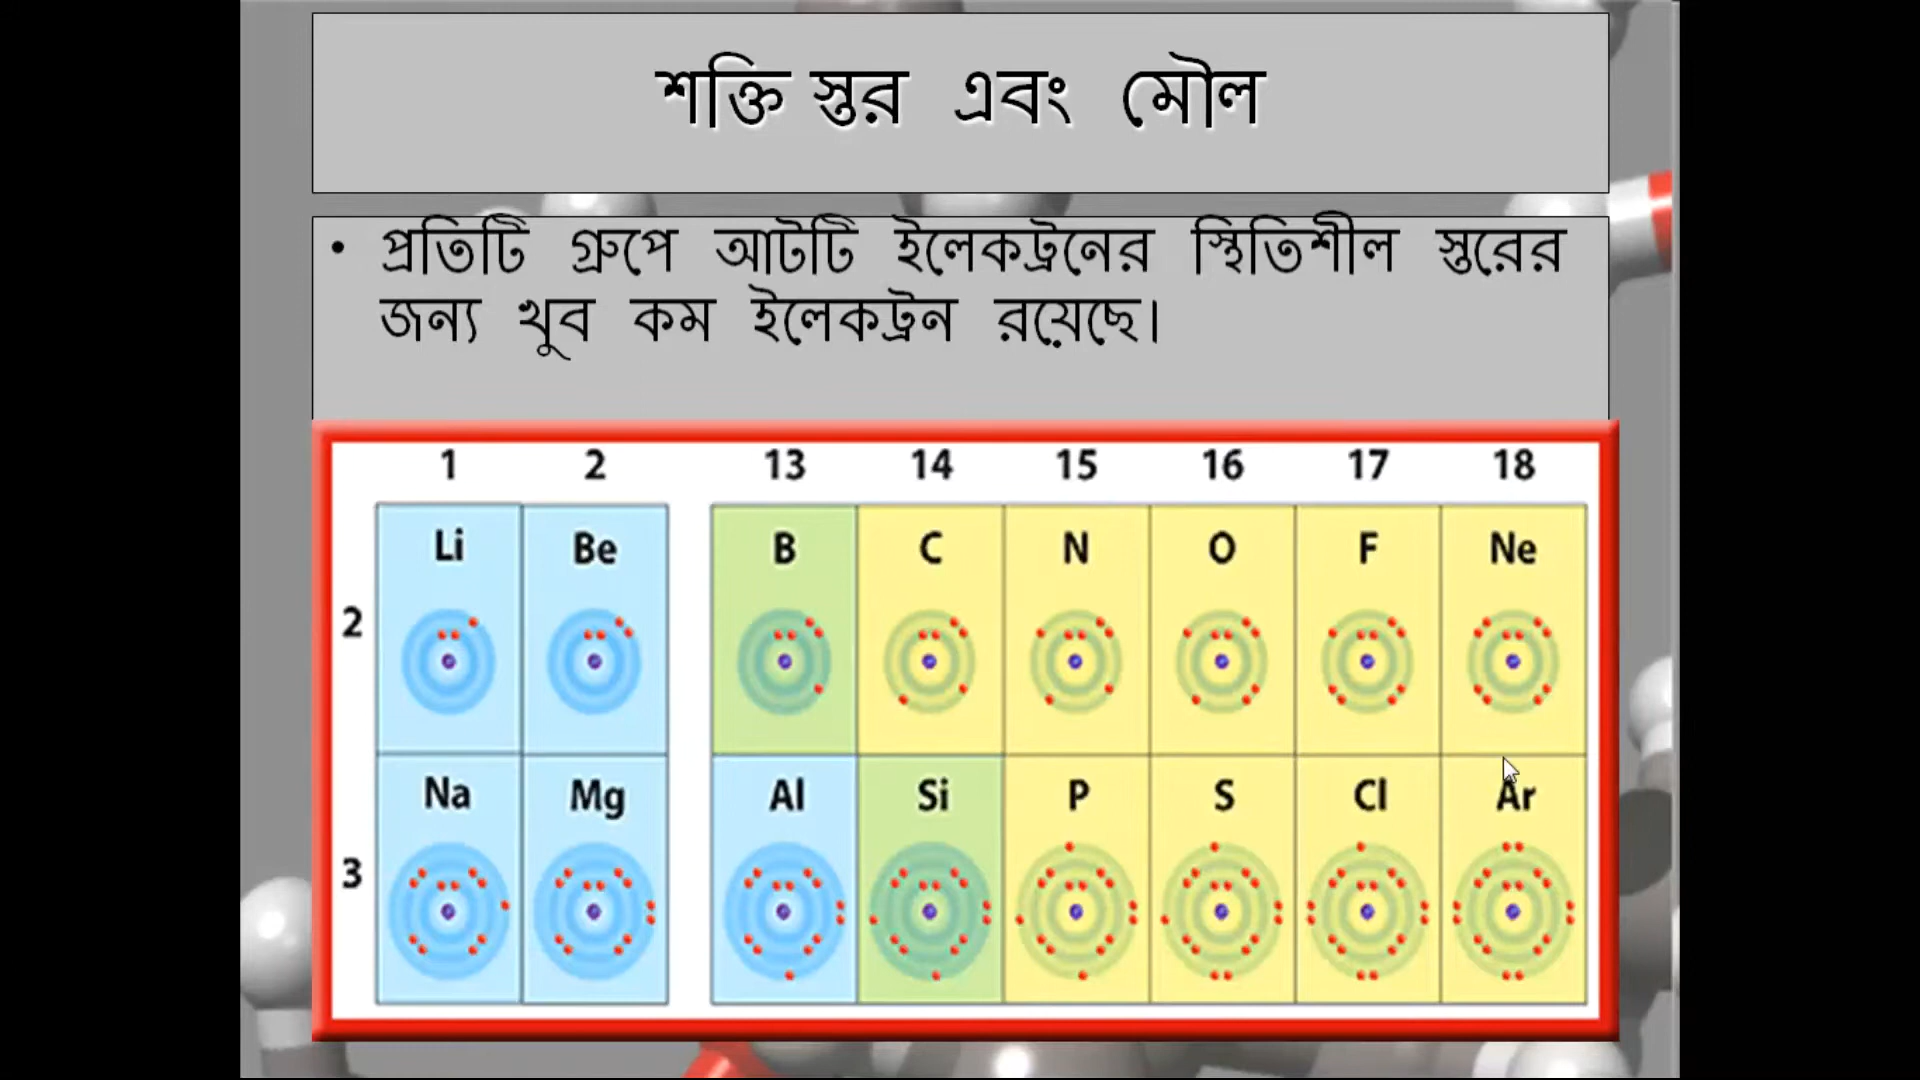 শক্তি স্তর এবং মৌল
• প্রতিটি গ্রুপে আটটি ইলেকট্রনের স্থিতিশীল স্তরের
জন্য খুব কম ইলেকট্রন রয়েছে।
1 2 13 14 15 16 17 18
Li Be B C N O F Ne
2
Na Mg Al Si P S Cl Ar
3